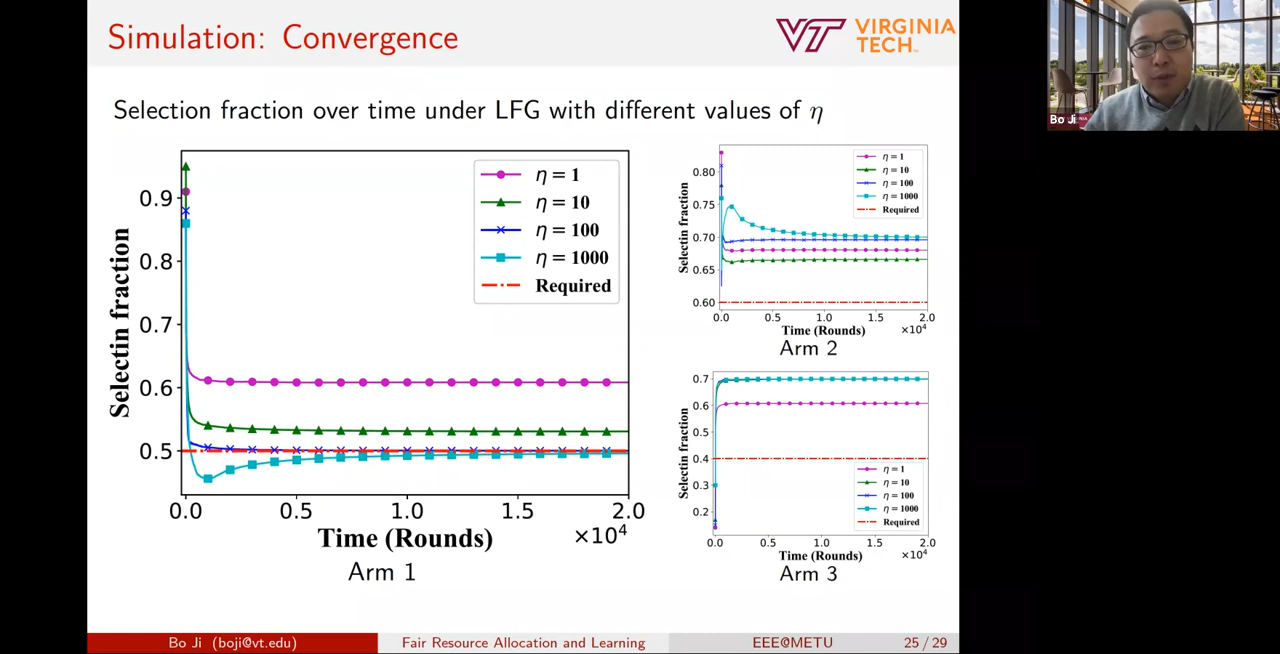 Simulation: Convergence
VT VIRGINIA
TECH
Selection fraction over time under LFG with different values of η
Selectin fraction
0.9
0.8
0.7
0.6
0.5
η = 1
η = 10
η = 100
η = 1000
Required
0.0 0.5 1.0 1.5 2.0
Time (Rounds) ×10⁴
Arm 1
Selectin fraction
0.80
0.75
0.70
0.65
0.60
η = 1
η = 10
η = 100
η = 1000
Required
0.0 0.5 1.0 1.5 2.0
Time (Rounds) ×10⁴
Arm 2
Selectin fraction
0.7
0.6
0.5
0.4
0.3
0.2
η = 1
η = 10
η = 100
η = 1000
Required
0.0 0.5 1.0 1.5 2.0
Time (Rounds) ×10⁴
Arm 3
Bo Ji (boji@vt.edu) Fair Resource Allocation and Learning EEE@METU 25 / 29
Bo Ji